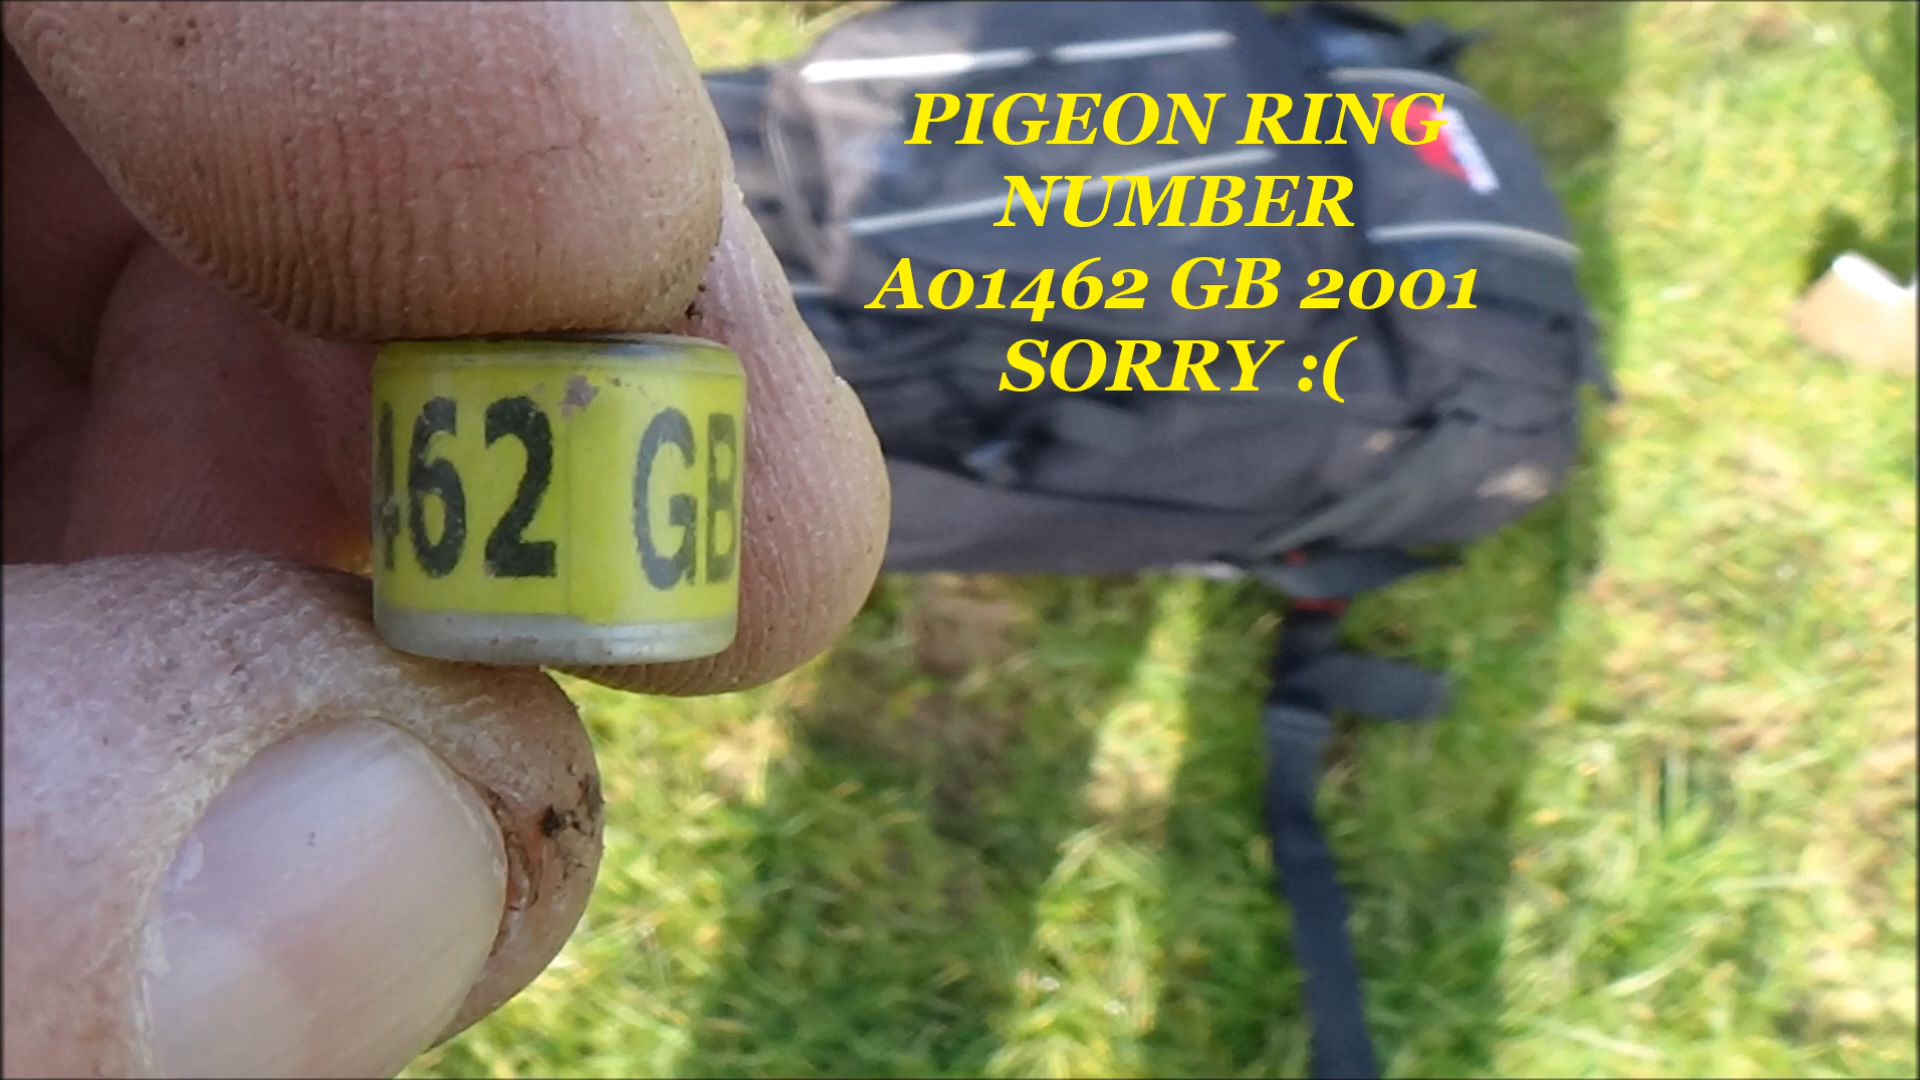 PIGEON RING
NUMBER
A01462 GB 2001
SORRY :(
462 GB